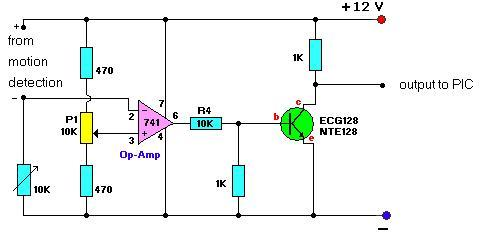 +12 V
+
from
motion
detection
-
470
1K
output to PIC
P1
10K
2
3
-
+
741
7
6
4
Op-Amp
R4
10K
b
c
e
ECG128
NTE128
10K
470
1K
-